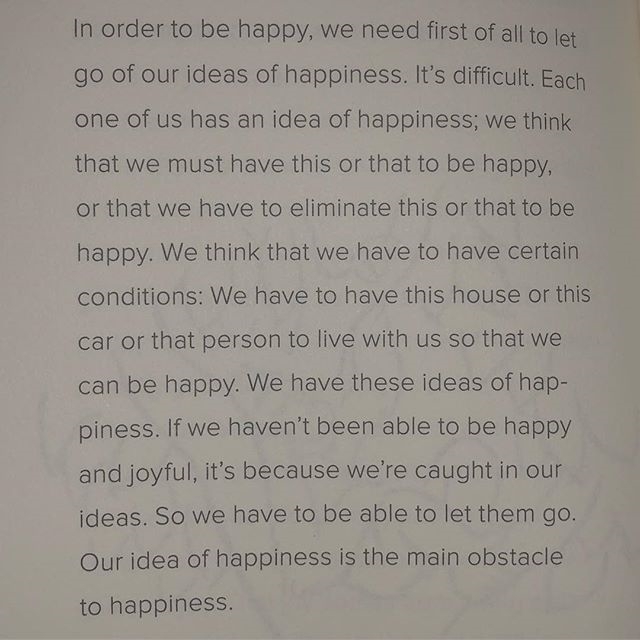 In order to be happy, we need first of all to let
go of our ideas of happiness. It's difficult. Each
one of us has an idea of happiness; we think
that we must have this or that to be happy,
or that we have to eliminate this or that to be
happy. We think that we have to have certain
conditions: We have to have this house or this
car or that person to live with us so that we
can be happy. We have these ideas of hap-
piness. If we haven't been able to be happy
and joyful, it's because we're caught in our
ideas. So we have to be able to let them go.
Our idea of happiness is the main obstacle
to happiness.